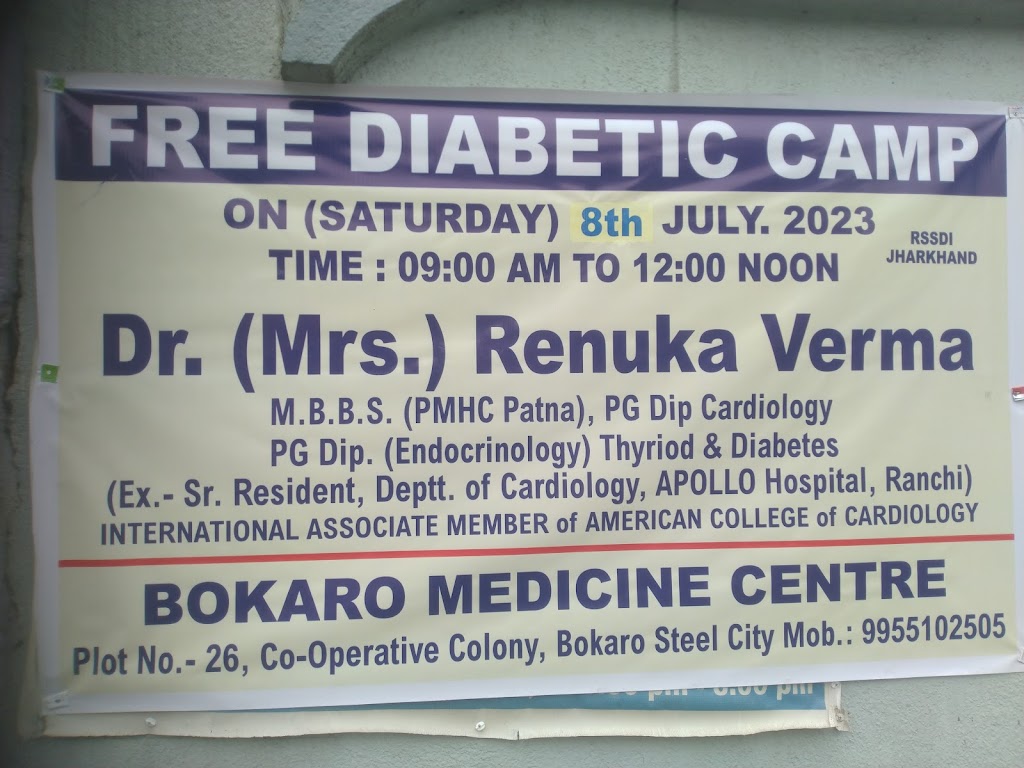 FREE DIABETIC CAMP
ON (SATURDAY) 8th JULY. 2023
TIME : 09:00 AM TO 12:00 NOON
RSSDI
JHARKHAND
Dr. (Mrs.) Renuka Verma
M.B.B.S. (PMHC Patna), PG Dip Cardiology
PG Dip. (Endocrinology) Thyriod & Diabetes
(Ex.- Sr. Resident, Deptt. of Cardiology, APOLLO Hospital, Ranchi)
INTERNATIONAL ASSOCIATE MEMBER of AMERICAN COLLEGE of CARDIOLOGY
BOKARO MEDICINE CENTRE
Plot No.- 26, Co-Operative Colony, Bokaro Steel City Mob.: 9955102505